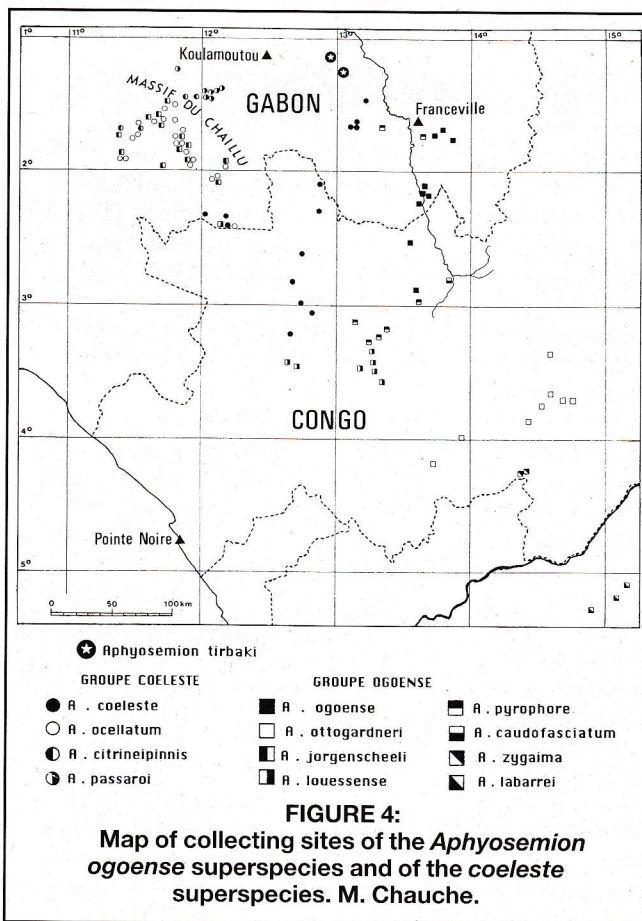 1° 11° 12° 13° 14° 15°
Koulamoutou
MASSIF DU CHAILLU
GABON
Franceville
2°
3°
CONGO
4°
Pointe Noire
5°
0 50 100km
Aphyosemion tirbaki
GROUPE COELESTE
A. coeleste
A. ocellatum
A. citrineipinnis
A. passaroi
GROUPE OGOENSE
A. ogoense
A. ottogardneri
A. jorgenscheeli
A. louessense
A. pyrophore
A. caudofasciatum
A. zygaima
A. labarrei
FIGURE 4:
Map of collecting sites of the Aphyosemion
ogoense superspecies and of the coeleste
superspecies. M. Chauche.